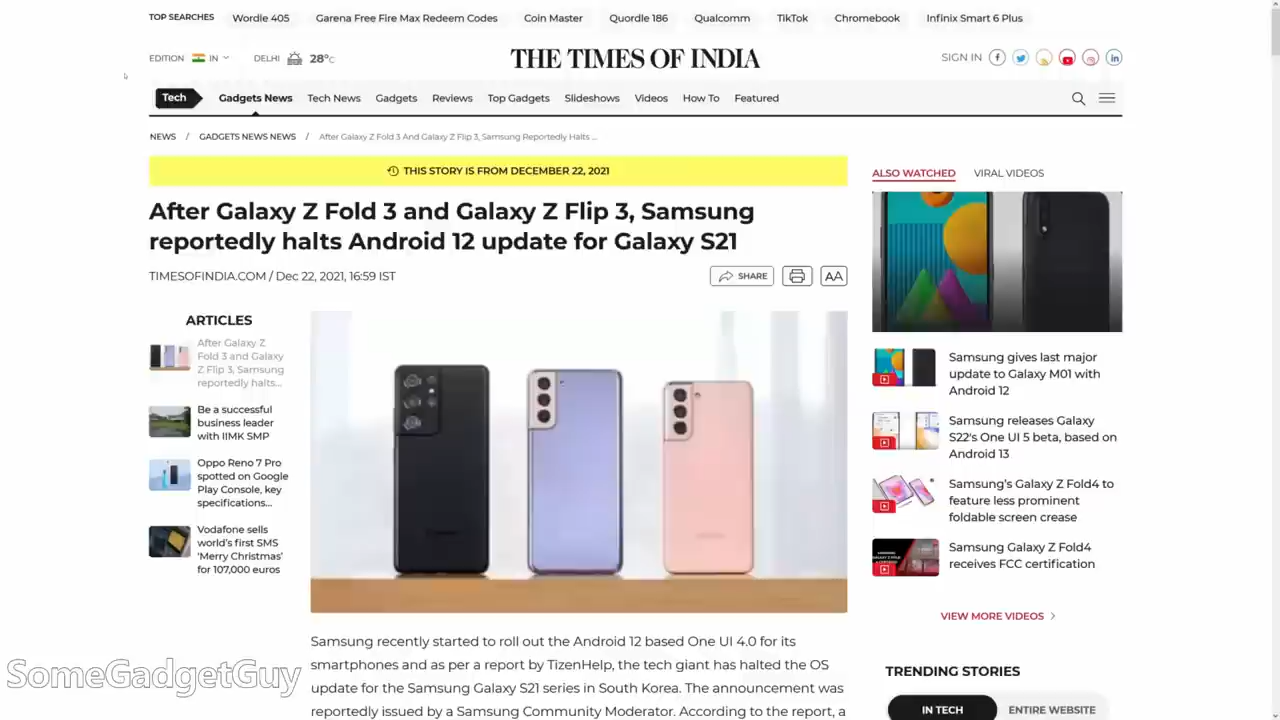 TOP SEARCHES Wordle 405 Garena Free Fire Max Redeem Codes Coin Master Quordle 186 Qualcomm TikTok Chromebook Infinix Smart 6 Plus
EDITION IN DELHI 28°C
THE TIMES OF INDIA
SIGN IN
Tech Gadgets News Tech News Gadgets Reviews Top Gadgets Slideshows Videos How To Featured
NEWS / GADGETS NEWS NEWS / After Galaxy Z Fold 3 And Galaxy Z Flip 3, Samsung Reportedly Halts ...
THIS STORY IS FROM DECEMBER 22, 2021
After Galaxy Z Fold 3 and Galaxy Z Flip 3, Samsung
reportedly halts Android 12 update for Galaxy S21
TIMESOFINDIA.COM / Dec 22, 2021, 16:59 IST
SHARE
AA
ARTICLES
After Galaxy Z
Fold 3 and Galaxy
Z Flip 3, Samsung
reportedly halts...
Be a successful
business leader
with IIMK SMP
Oppo Reno 7 Pro
spotted on Google
Play Console, key
specifications...
Vodafone sells
world's first SMS
'Merry Christmas'
for 107,000 euros
Samsung recently started to roll out the Android 12 based One UI 4.0 for its
smartphones and as per a report by TizenHelp, the tech giant has halted the OS
update for the Samsung Galaxy S21 series in South Korea. The announcement was
reportedly issued by a Samsung Community Moderator. According to the report, a
ALSO WATCHED VIRAL VIDEOS
Samsung gives last major
update to Galaxy M01 with
Android 12
Samsung releases Galaxy
S22's One UI 5 beta, based on
Android 13
Samsung's Galaxy Z Fold4 to
feature less prominent
foldable screen crease
Samsung Galaxy Z Fold4
receives FCC certification
VIEW MORE VIDEOS
TRENDING STORIES
IN TECH ENTIRE WEBSITE
SomeGadgetGuy